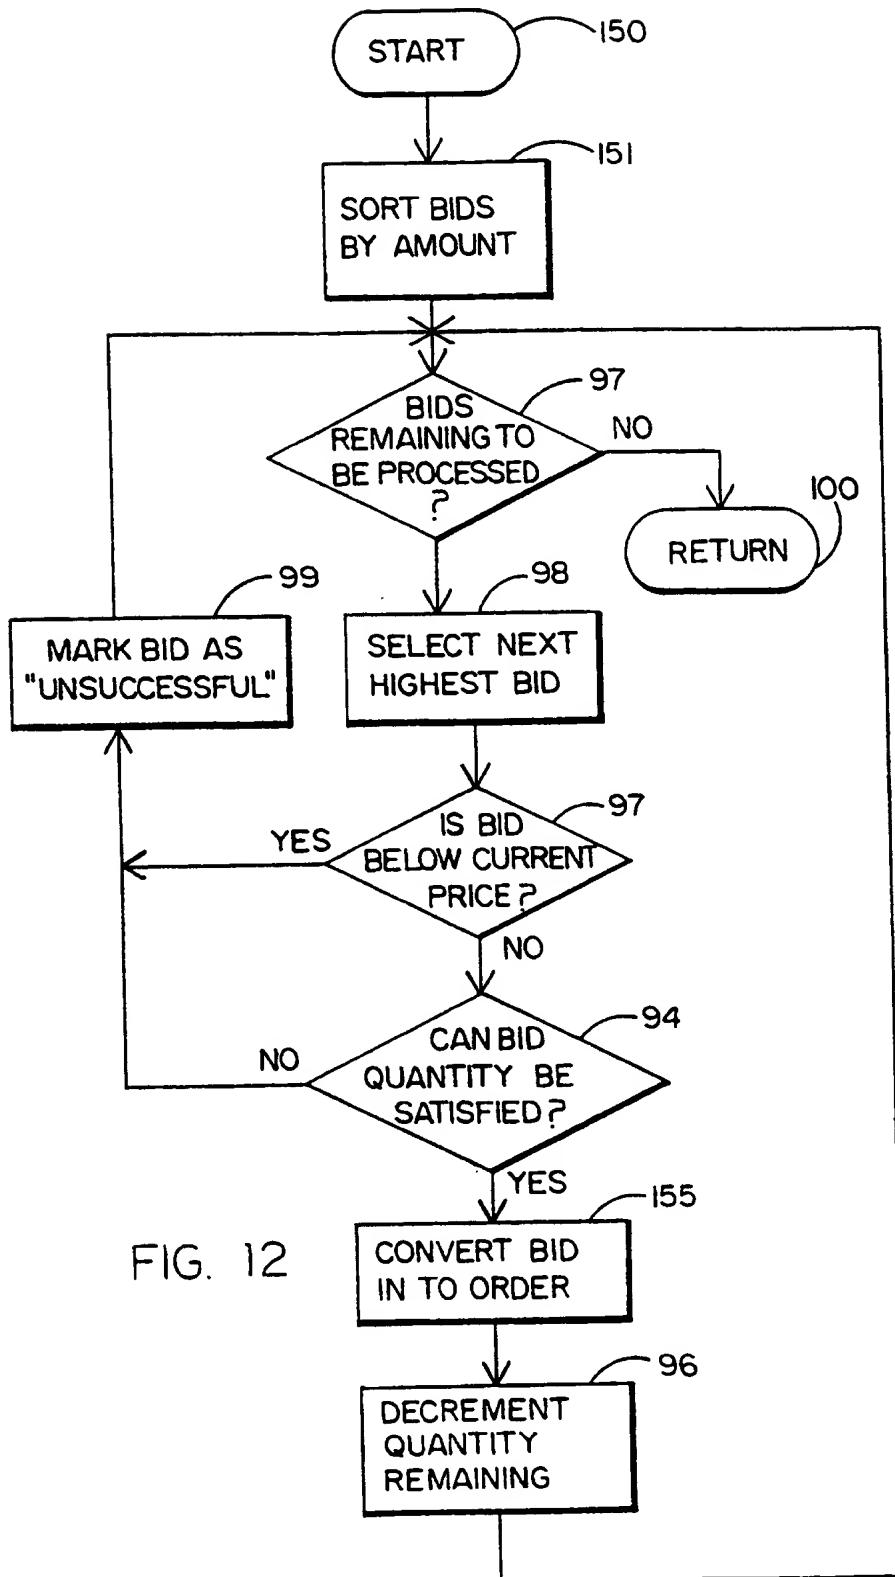 START
150
151
SORT BIDS
BY AMOUNT
97
BIDS
REMAINING TO
BE PROCESSED
?
NO
100
RETURN
99
MARK BID AS
"UNSUCCESSFUL"
98
SELECT NEXT
HIGHEST BID
97
YES
IS BID
BELOW CURRENT
PRICE?
NO
94
NO
CAN BID
QUANTITY BE
SATISFIED?
YES
155
CONVERT BID
IN TO ORDER
FIG. 12
96
DECREMENT
QUANTITY
REMAINING